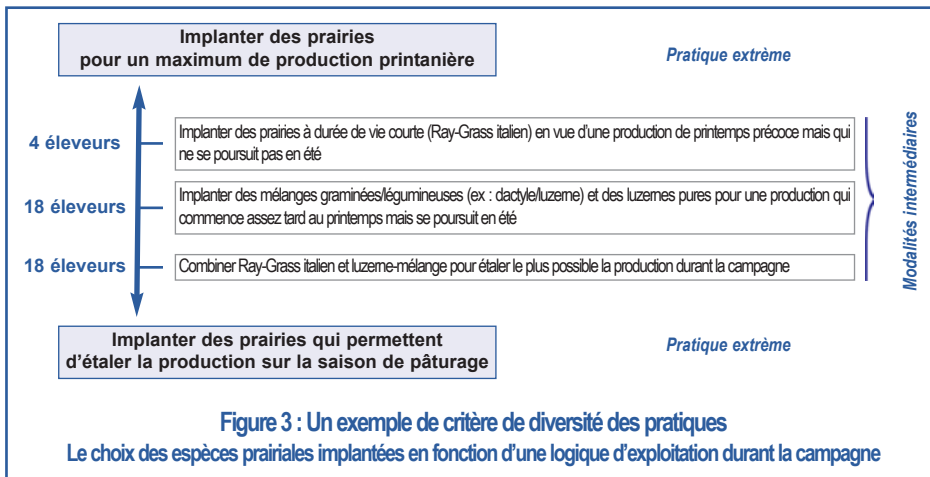 Implanter des prairies
pour un maximum de production printanière
Pratique extrême
4 éleveurs
Implanter des prairies à durée de vie courte (Ray-Grass italien) en vue d'une production de printemps précoce mais qui
ne se poursuit pas en été
18 éleveurs
Implanter des mélanges graminées/légumineuses (ex : dactyle/luzerne) et des luzernes pures pour une production qui
commence assez tard au printemps mais se poursuit en été
18 éleveurs
Combiner Ray-Grass italien et luzerne-mélange pour étaler le plus possible la production durant la campagne
Modalités intermédiaires
Implanter des prairies qui permettent
d'étaler la production sur la saison de pâturage
Pratique extrême
Figure 3 : Un exemple de critère de diversité des pratiques
Le choix des espèces prairiales implantées en fonction d'une logique d'exploitation durant la campagne